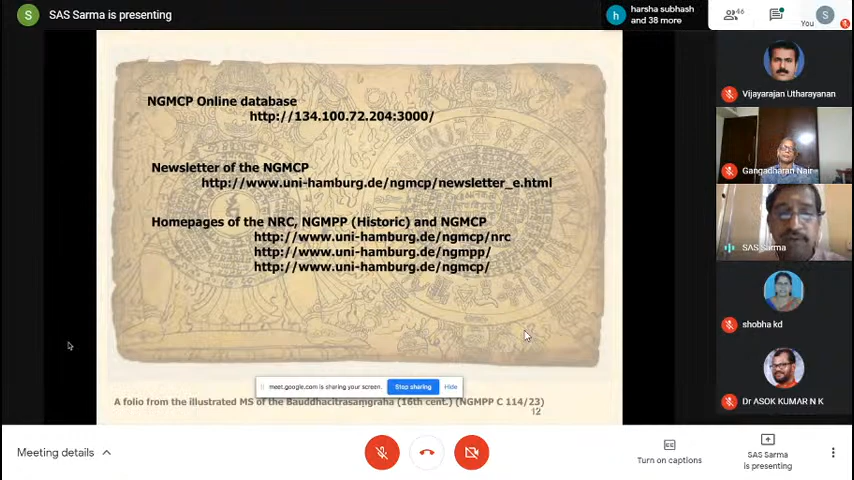 S
SAS Sarma is presenting
h
harsha subhash
and 38 more
46
S
You
NGMCP Online database
http://134.100.72.204:3000/
Newsletter of the NGMCP
http://www.uni-hamburg.de/ngmcp/newsletter_e.html
Homepages of the NRC, NGMPP (Historic) and NGMCP
http://www.uni-hamburg.de/ngmcp/nrc
http://www.uni-hamburg.de/ngmpp/
http://www.uni-hamburg.de/ngmcp/
meet.google.com is sharing your screen.
Stop sharing
Hide
A folio from the illustrated MS of the Bauddhacitrasaṃgraha (16th cent.) (NGMPP C 114/23)
12
Vijayarajan Utharayanan
Gangadharan Nair
SAS Sarma
shobha kd
Dr ASOK KUMAR N K
Meeting details
Turn on captions
SAS Sarma
is presenting